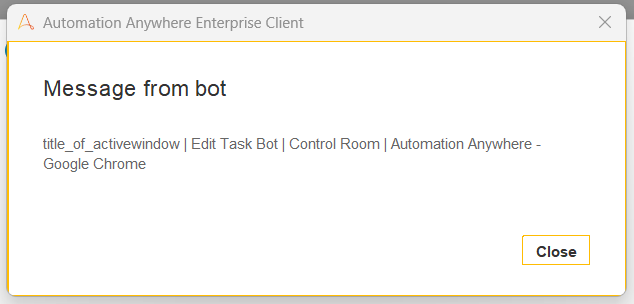 Automation Anywhere Enterprise Client
Message from bot
title_of_activewindow | Edit Task Bot | Control Room | Automation Anywhere -
Google Chrome
Close